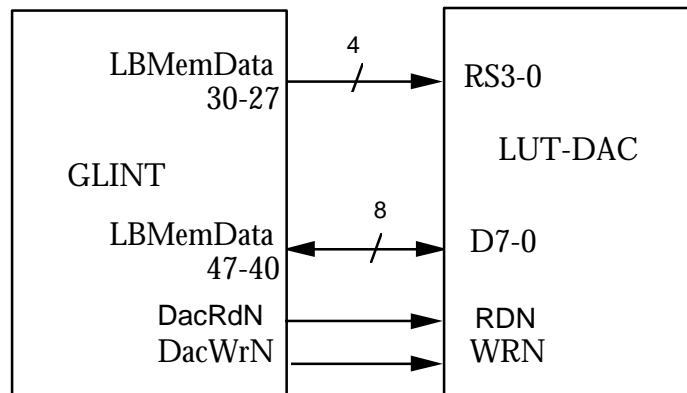 LBMemData
30-27
4
RS3-0
GLINT
LUT-DAC
LBMemData
47-40
8
D7-0
DacRdN
RDN
DacWrN
WRN